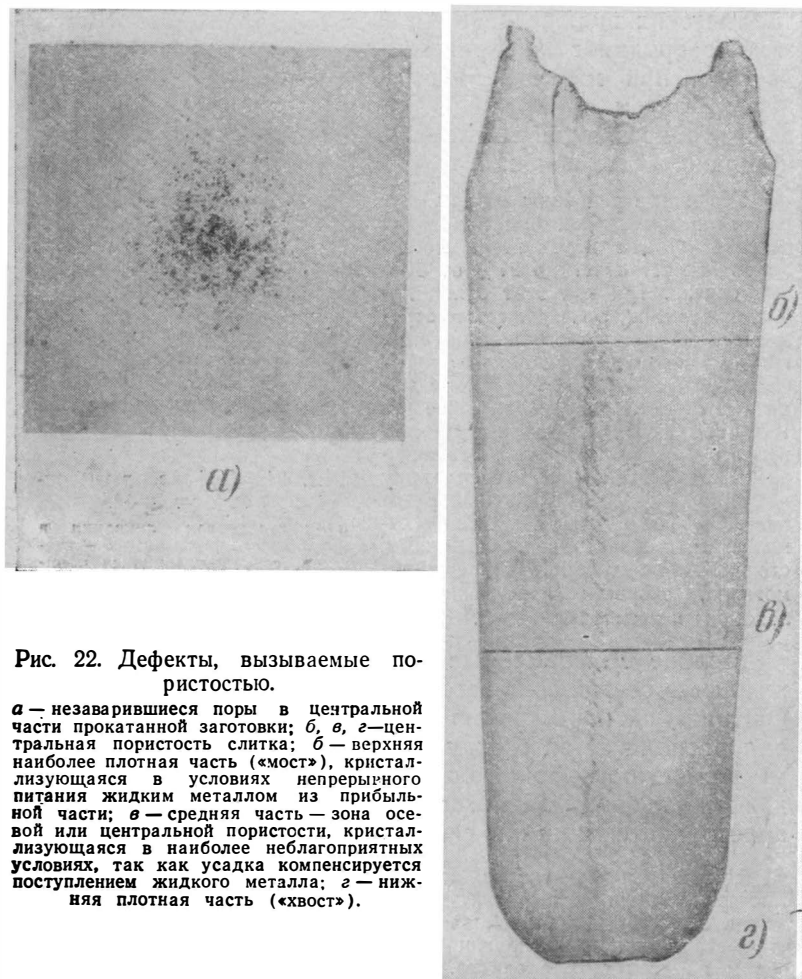 а)
б)
в)
г)
Рис. 22. Дефекты, вызываемые по-
ристостью.
а — незаварившиеся поры в центральной
части прокатанной заготовки; б, в, г—цен-
тральная пористость слитка; б — верхняя
наиболее плотная часть («мост»), кристал-
лизующаяся в условиях непрерывного
питания жидким металлом из прибыль-
ной части; в — средняя часть — зона осе-
вой или центральной пористости, кристал-
лизующаяся в наиболее неблагоприятных
условиях, так как усадка компенсируется
поступлением жидкого металла; г — ниж-
няя плотная часть («хвост»).